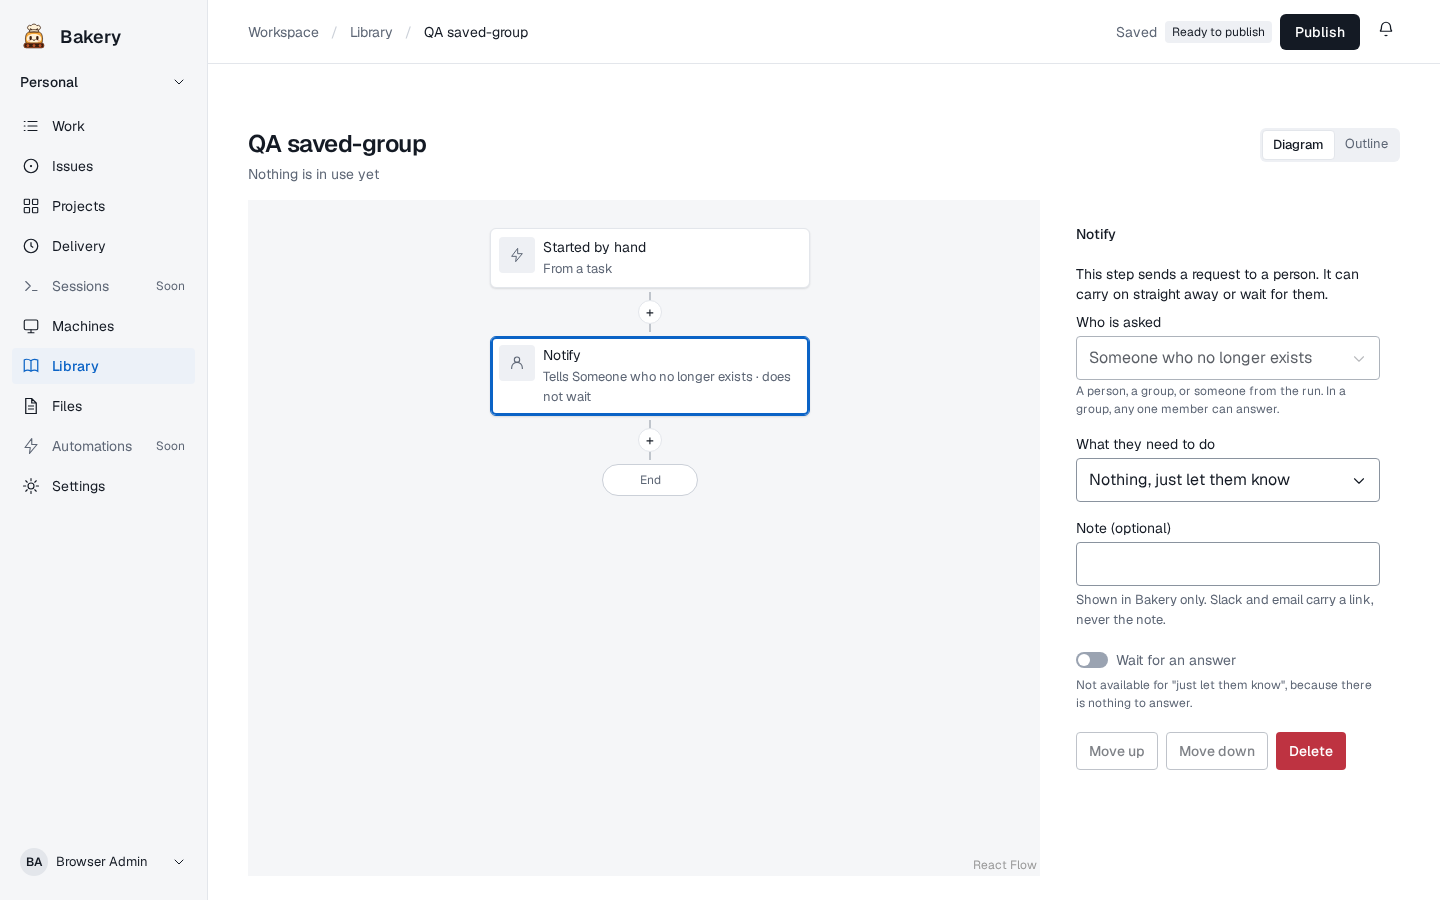 Bakery
Personal
Work
Issues
Projects
Delivery
Sessions Soon
Machines
Library
Files
Automations Soon
Settings
BA Browser Admin
Workspace / Library / QA saved-group
Saved Ready to publish Publish
QA saved-group
Nothing is in use yet
Diagram Outline
Started by hand
From a task
+
Notify
Tells Someone who no longer exists · does
not wait
+
End
React Flow
Notify
This step sends a request to a person. It can
carry on straight away or wait for them.
Who is asked
Someone who no longer exists
A person, a group, or someone from the run. In a
group, any one member can answer.
What they need to do
Nothing, just let them know
Note (optional)
Shown in Bakery only. Slack and email carry a link,
never the note.
Wait for an answer
Not available for "just let them know", because there
is nothing to answer.
Move up Move down Delete